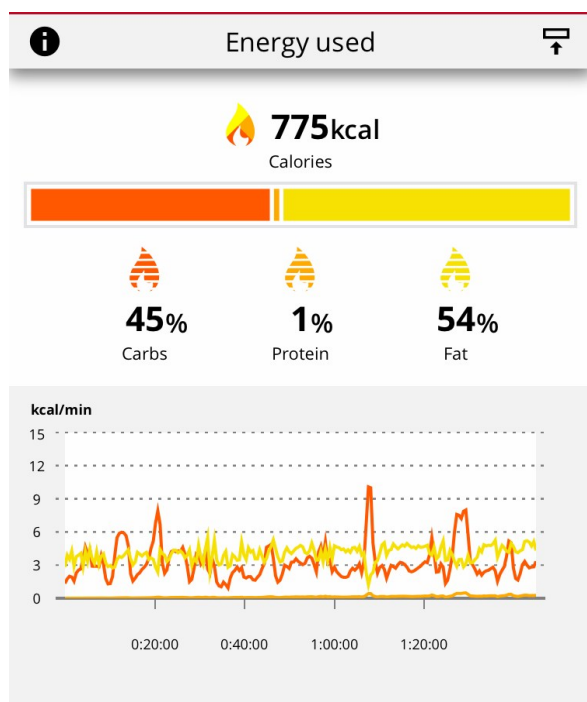 Energy used
775kcal
Calories
45% 1% 54%
Carbs Protein Fat
kcal/min
15
12
9
6
3
0
0:20:00 0:40:00 1:00:00 1:20:00